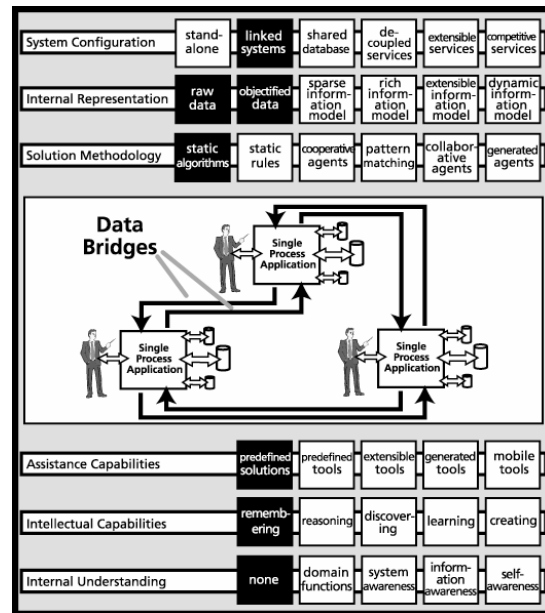 System Configuration
stand-
alone
linked
systems
shared
database
de-
coupled
services
extensible
services
competitive
services
Internal Representation
raw
data
objectified
data
sparse
inform-
ation
model
rich
inform-
ation
model
extensible
inform-
ation
model
dynamic
inform-
ation
model
Solution Methodology
static
algorithms
static
rules
cooperative
agents
pattern
matching
collabor-
ative
agents
generated
agents
Data
Bridges
Single
Process
Application
Single
Process
Application
Single
Process
Application
Assistance Capabilities
predefined
solutions
predefined
tools
extensible
tools
generated
tools
mobile
tools
Intellectual Capabilities
rememb-
ering
reasoning
discover-
ing
learning
creating
Internal Understanding
none
domain
functions
system
awareness
inform-
ation
awareness
self-
awareness